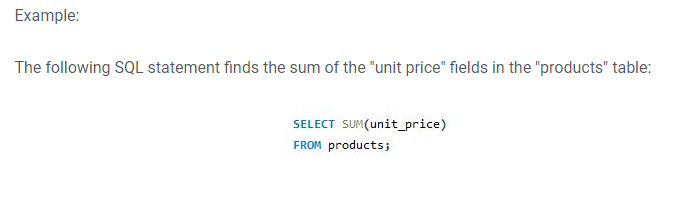 Example:
The following SQL statement finds the sum of the "unit price" fields in the "products" table:
SELECT SUM(unit_price)
FROM products;